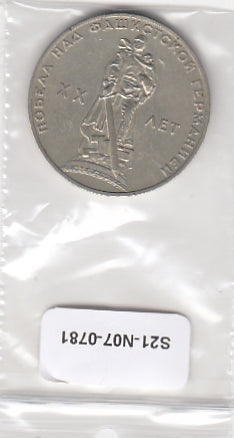 ПОБЕДА НАД ФАШИСТСКОЙ ГЕРМАНИЕЙ
XX
ЛЕТ
S21-N07-0781